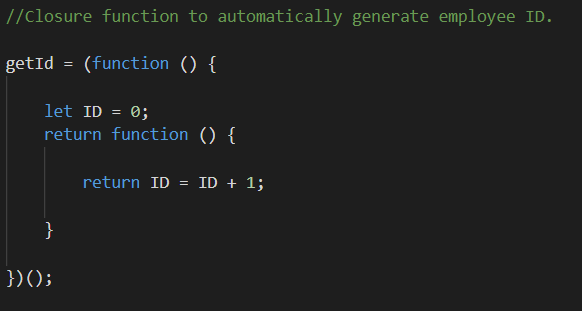 //Closure function to automatically generate employee ID.
getId = (function () {
let ID = 0;
return function () {
return ID = ID + 1;
}
})();